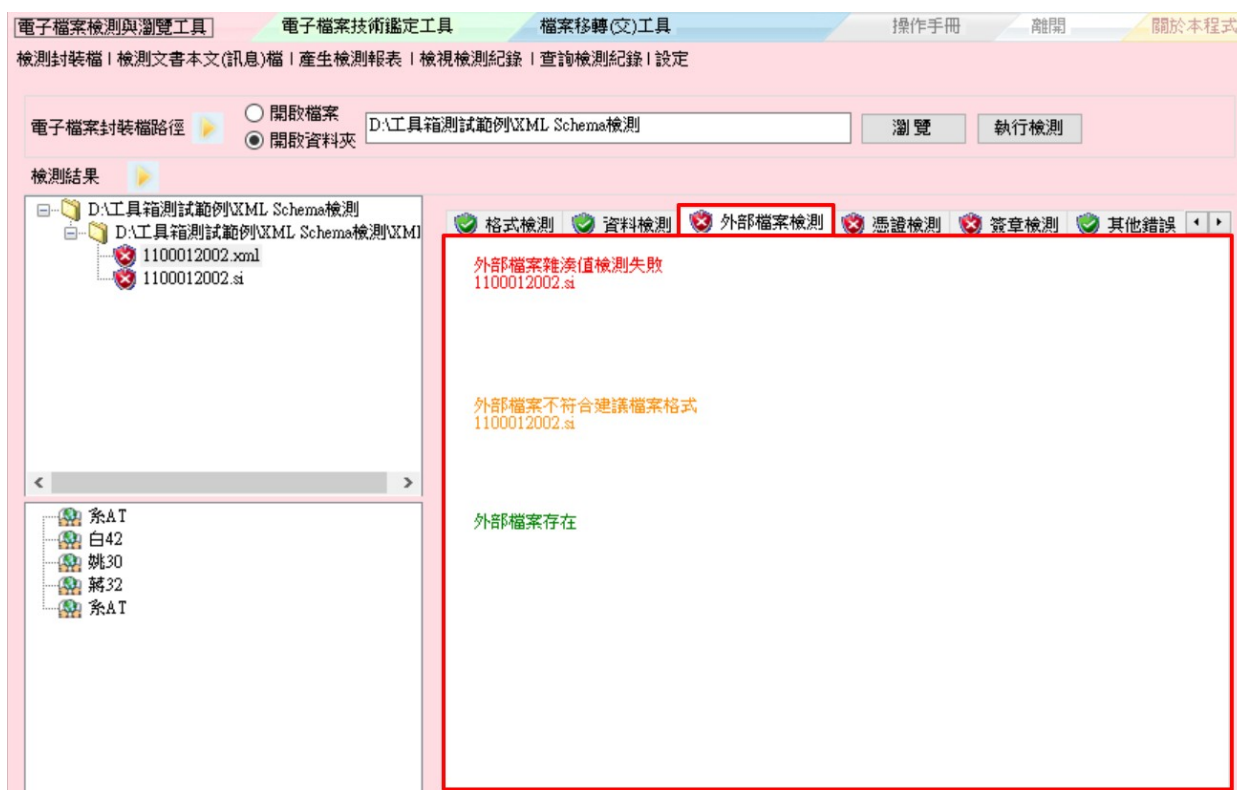 電子檔案檢測與瀏覽工具 電子檔案技術鑑定工具 檔案移轉(交)工具 操作手冊 離開 關於本程式
檢測封裝檔 | 檢測文書本文(訊息)檔 | 產生檢測報表 | 檢視檢測紀錄 | 查詢檢測紀錄 | 設定
電子檔案封裝檔路徑
開啟檔案
開啟資料夾
D:\工具箱測試範例\XML Schema檢測
瀏覽 執行檢測
檢測結果
D:\工具箱測試範例\XML Schema檢測
D:\工具箱測試範例\XML Schema檢測\XMl
1100012002.xml
1100012002.si
格式檢測 資料檢測 外部檔案檢測 憑證檢測 簽章檢測 其他錯誤
外部檔案雜湊值檢測失敗
1100012002.si
外部檔案不符合建議檔案格式
1100012002.si
外部檔案存在
糸AT
白42
姚30
蔣32
糸AT